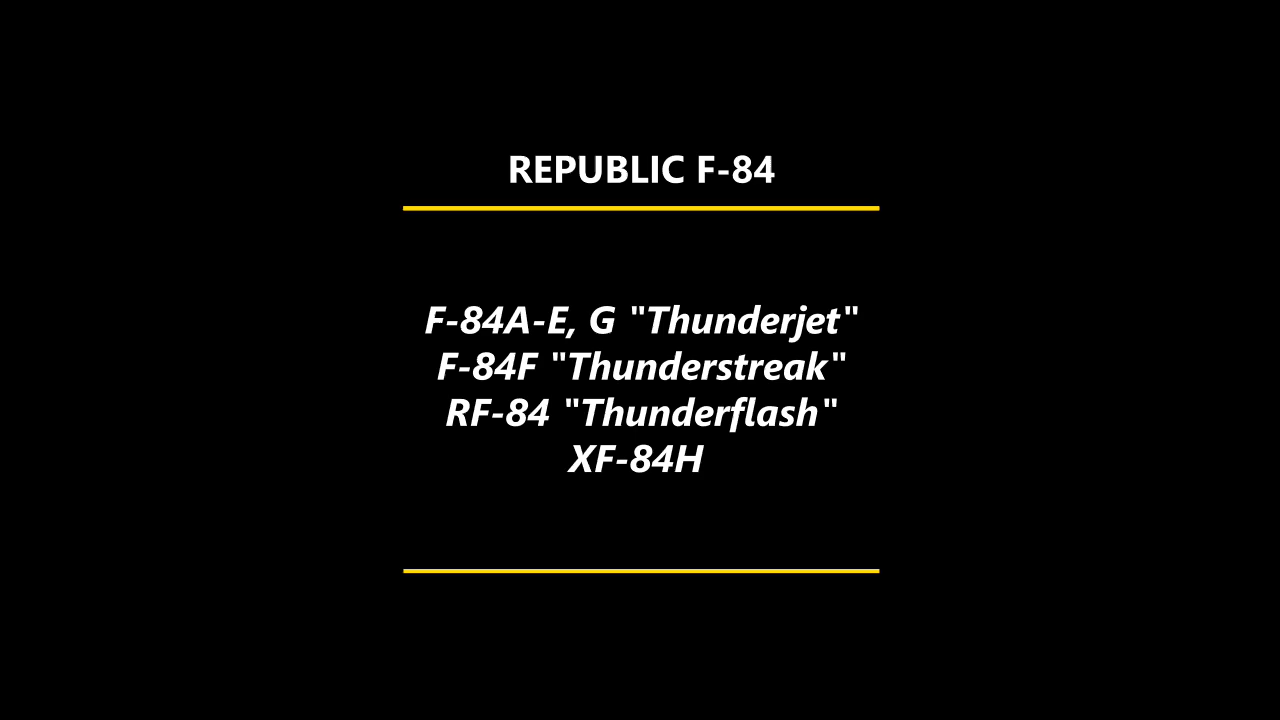 REPUBLIC F-84
F-84A-E, G "Thunderjet"
F-84F "Thunderstreak"
RF-84 "Thunderflash"
XF-84H